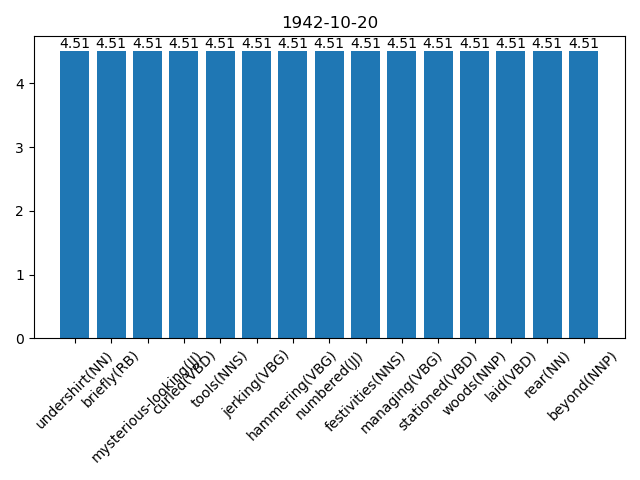 1942-10-20
4.51 4.51 4.51 4.51 4.51 4.51 4.51 4.51 4.51 4.51 4.51 4.51 4.51 4.51 4.51
4
3
2
1
0
undershirt(NN)
briefly(RB)
mysterious-looking(JJ)
curled(VBD)
tools(NNS)
jerking(VBG)
hammering(VBG)
numbered(JJ)
festivities(NNS)
managing(VBG)
stationed(VBD)
woods(NNP)
laid(VBD)
rear(NN)
beyond(NNP)